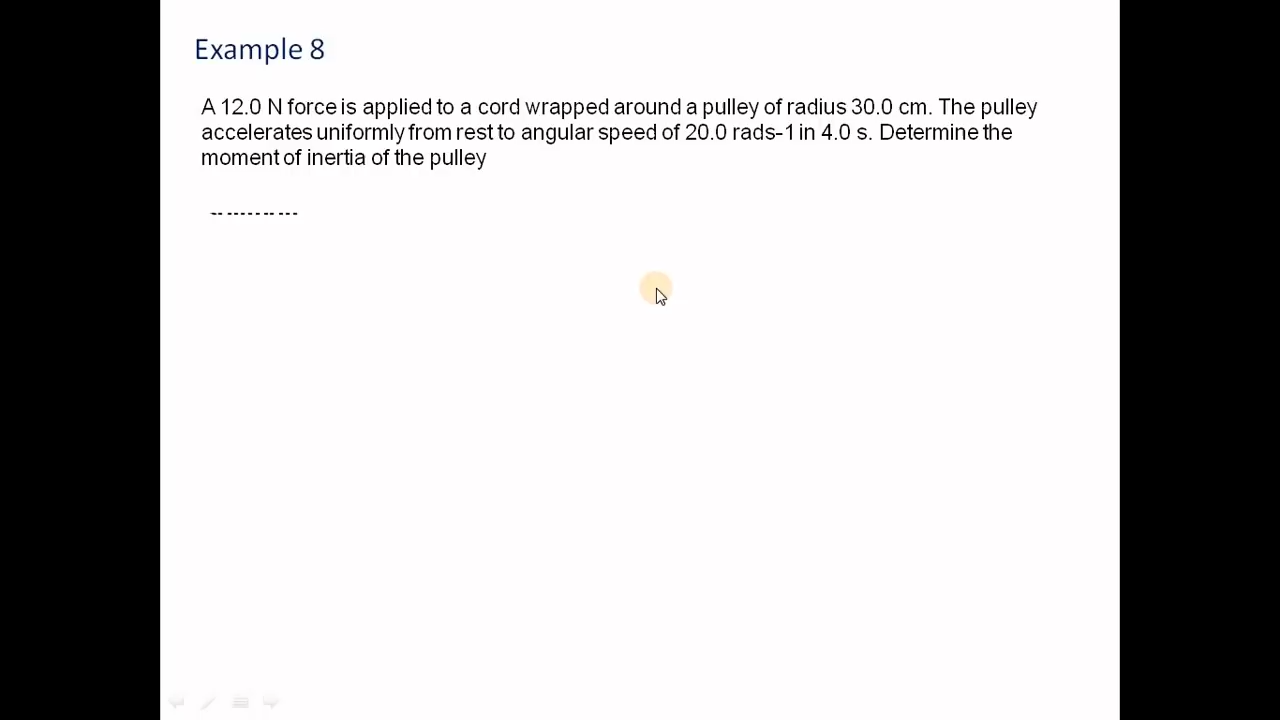 Example 8
A 12.0 N force is applied to a cord wrapped around a pulley of radius 30.0 cm. The pulley
accelerates uniformly from rest to angular speed of 20.0 rads-1 in 4.0 s. Determine the
moment of inertia of the pulley